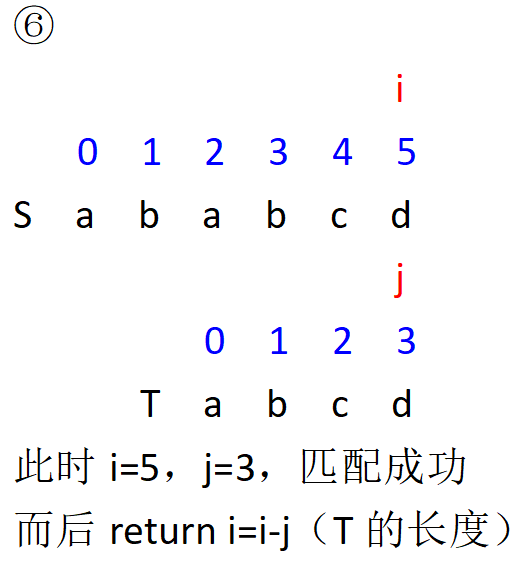 ⑥
i
0 1 2 3 4 5
S a b a b c d
j
0 1 2 3
T a b c d
此时 i=5，j=3，匹配成功
而后 return i=i-j（T 的长度）